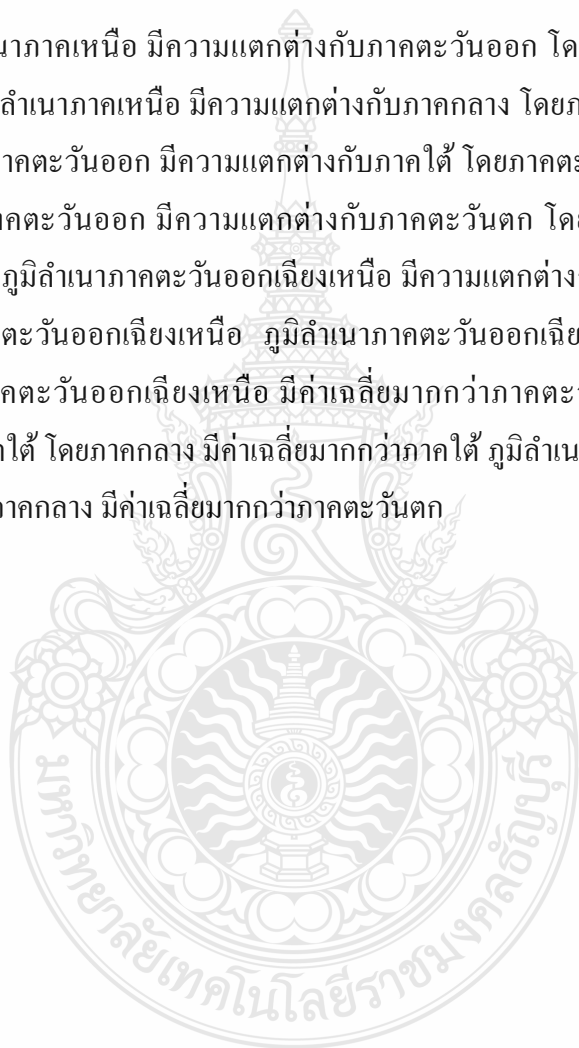 นาภาคเหนือ มีความแตกต่างกับภาคตะวันออก โด
ลำเนาภาคเหนือ มีความแตกต่างกับภาคกลาง โดยภ
าคตะวันออก มีความแตกต่างกับภาคใต้ โดยภาคตะ
าคตะวันออก มีความแตกต่างกับภาคตะวันตก โดย
ภูมิลำเนาภาคตะวันออกเฉียงเหนือ มีความแตกต่าง
ตะวันออกเฉียงเหนือ ภูมิลำเนาภาคตะวันออกเฉีย
คตะวันออกเฉียงเหนือ มีค่าเฉลี่ยมากกว่าภาคตะ
าใต้ โดยภาคกลาง มีค่าเฉลี่ยมากกว่าภาคใต้ ภูมิลำเน
าคกลาง มีค่าเฉลี่ยมากกว่าภาคตะวันตก
มหาวิทยาลัยเทคโนโลยีราชมงคลธัญบุรี